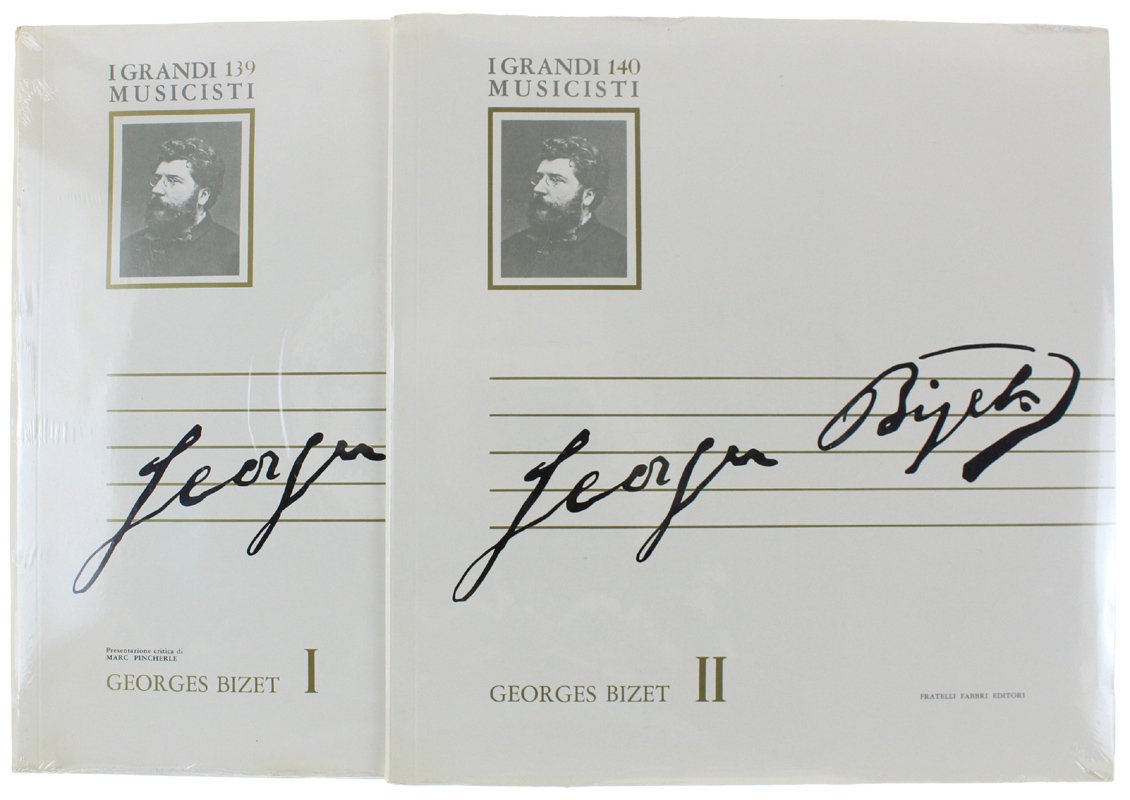 I GRANDI 139
MUSICISTI
Georges
Presentazione critica di
MARC PINCHERLE
GEORGES BIZET I
I GRANDI 140
MUSICISTI
Georges Bizet
GEORGES BIZET II
FRATELLI FABBRI EDITORI